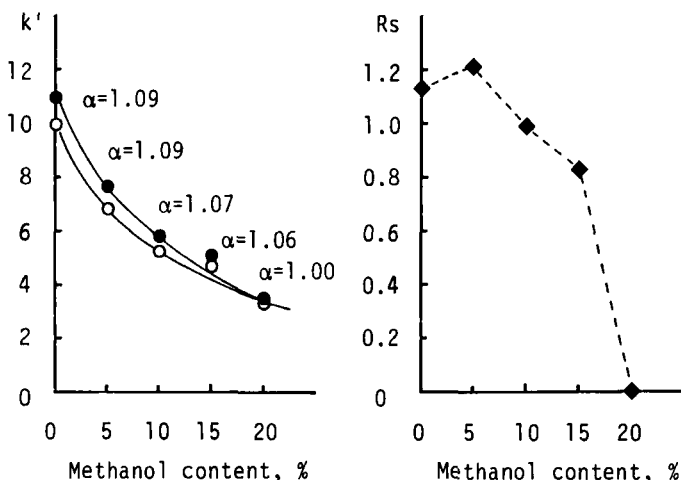 k'
12
10
8
6
4
2
0
α=1.09
α=1.09
α=1.07
α=1.06
α=1.00
0 5 10 15 20
Methanol content, %
Rs
1.2
1.0
0.8
0.6
0.4
0.2
0
0 5 10 15 20
Methanol content, %